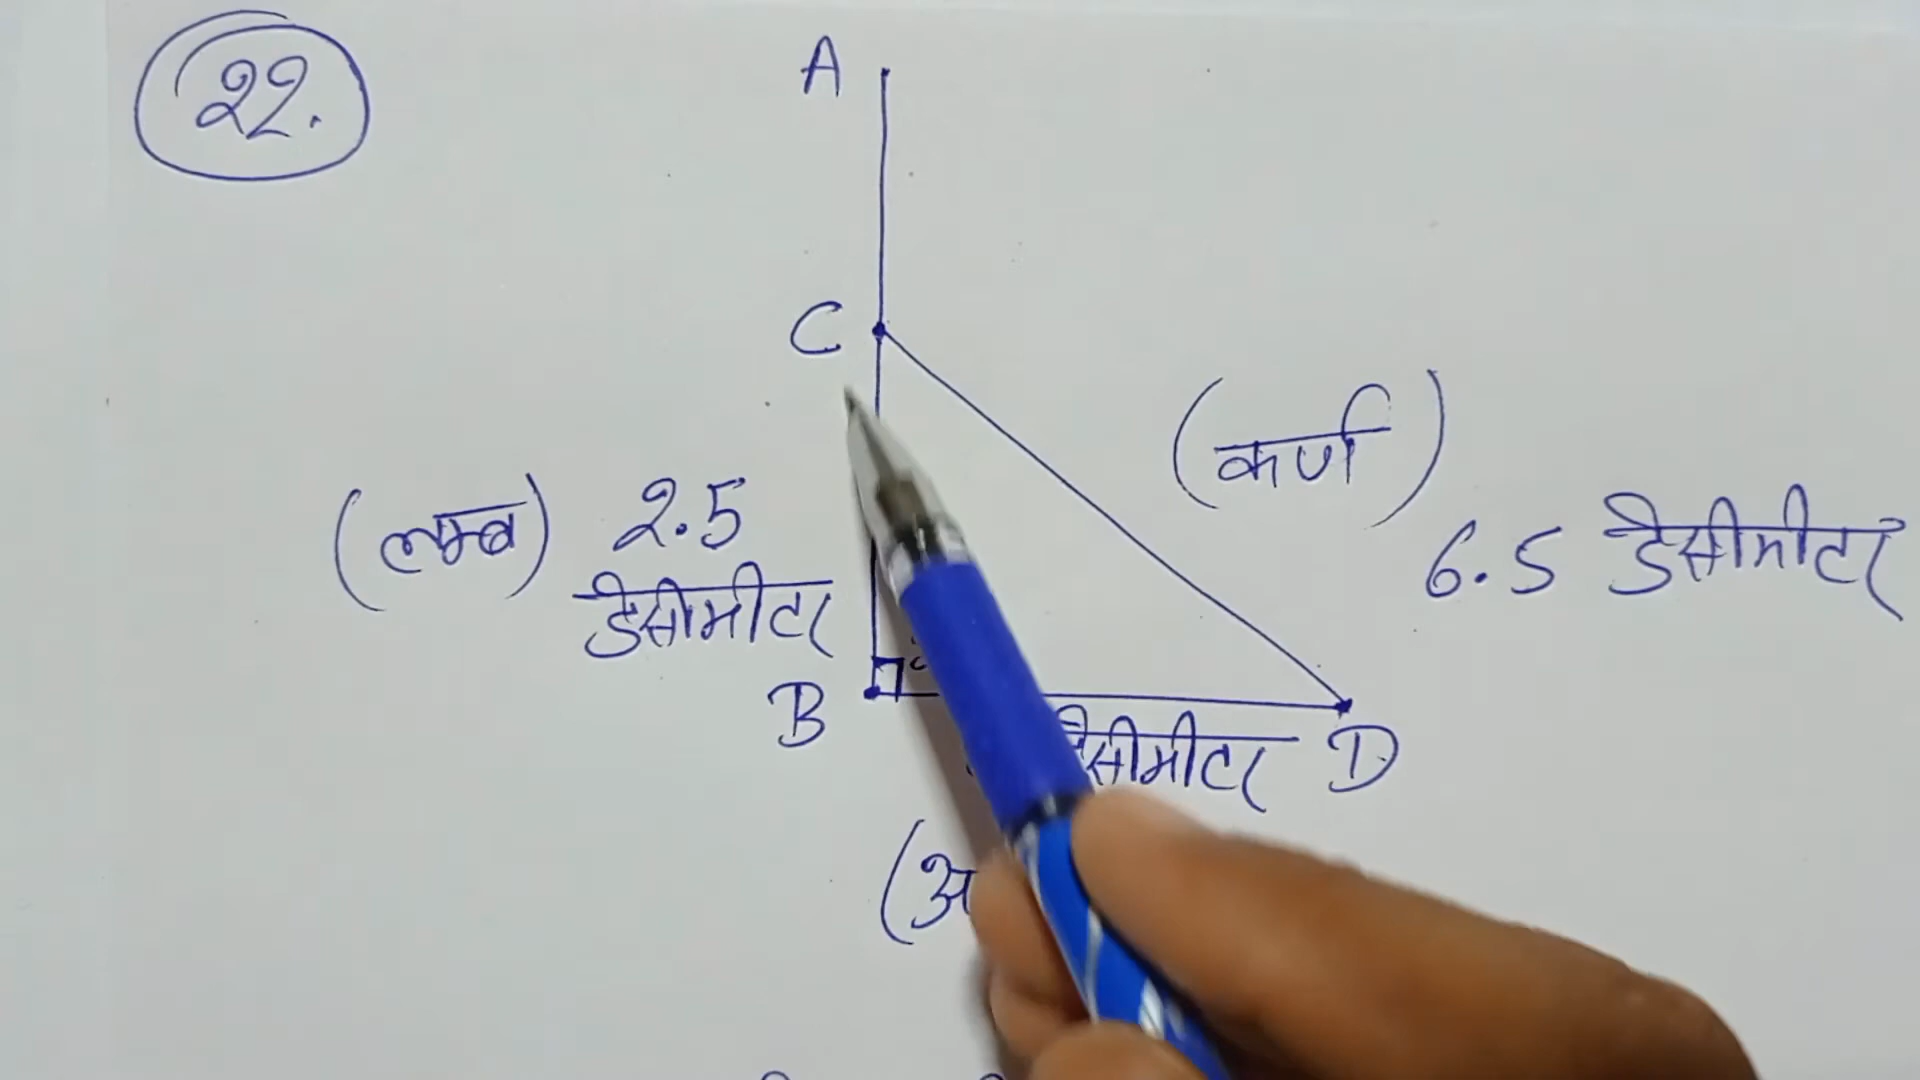 22.
A
C
(कर्ण)
(लम्ब) 2.5
6.5 डेसीमीटर
डेसीमीटर
B
डेसीमीटर D